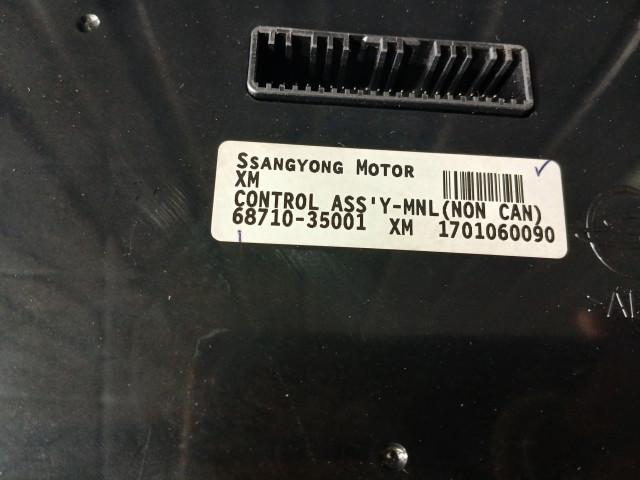 SSANGYONG MOTOR
XM
CONTROL ASS'Y-MNL(NON CAN)
68710-35001 XM 1701060090